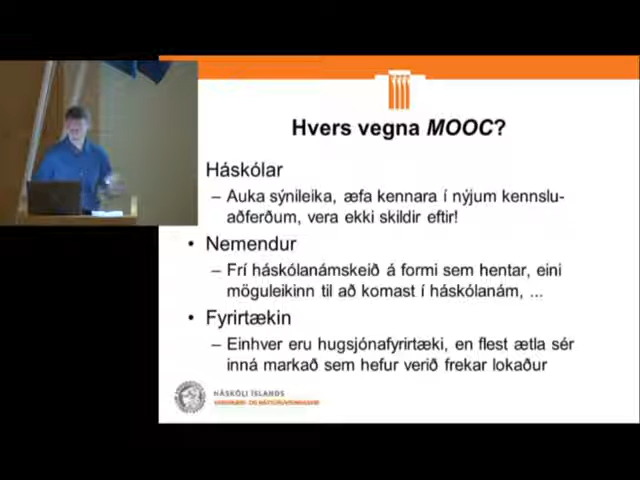 Hvers vegna MOOC?
Háskólar
– Auka sýnileika, æfa kennara í nýjum kennslu-
aðferðum, vera ekki skildir eftir!
• Nemendur
– Frí háskólanámskeið á formi sem hentar, eini
möguleikinn til að komast í háskólanám, ...
• Fyrirtækin
– Einhver eru hugsjónafyrirtæki, en flest ætla sér
inná markað sem hefur verið frekar lokaður
HÁSKÓLI ÍSLANDS